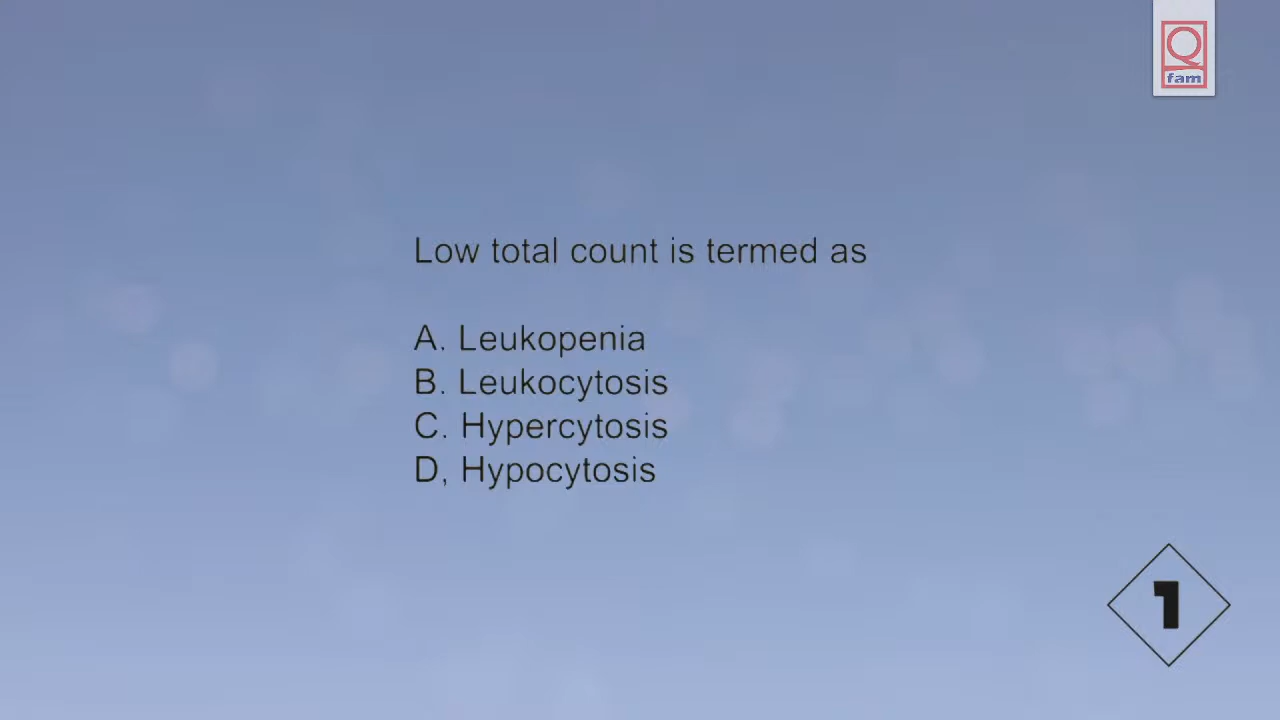 Q
fam
Low total count is termed as
A. Leukopenia
B. Leukocytosis
C. Hypercytosis
D, Hypocytosis
1